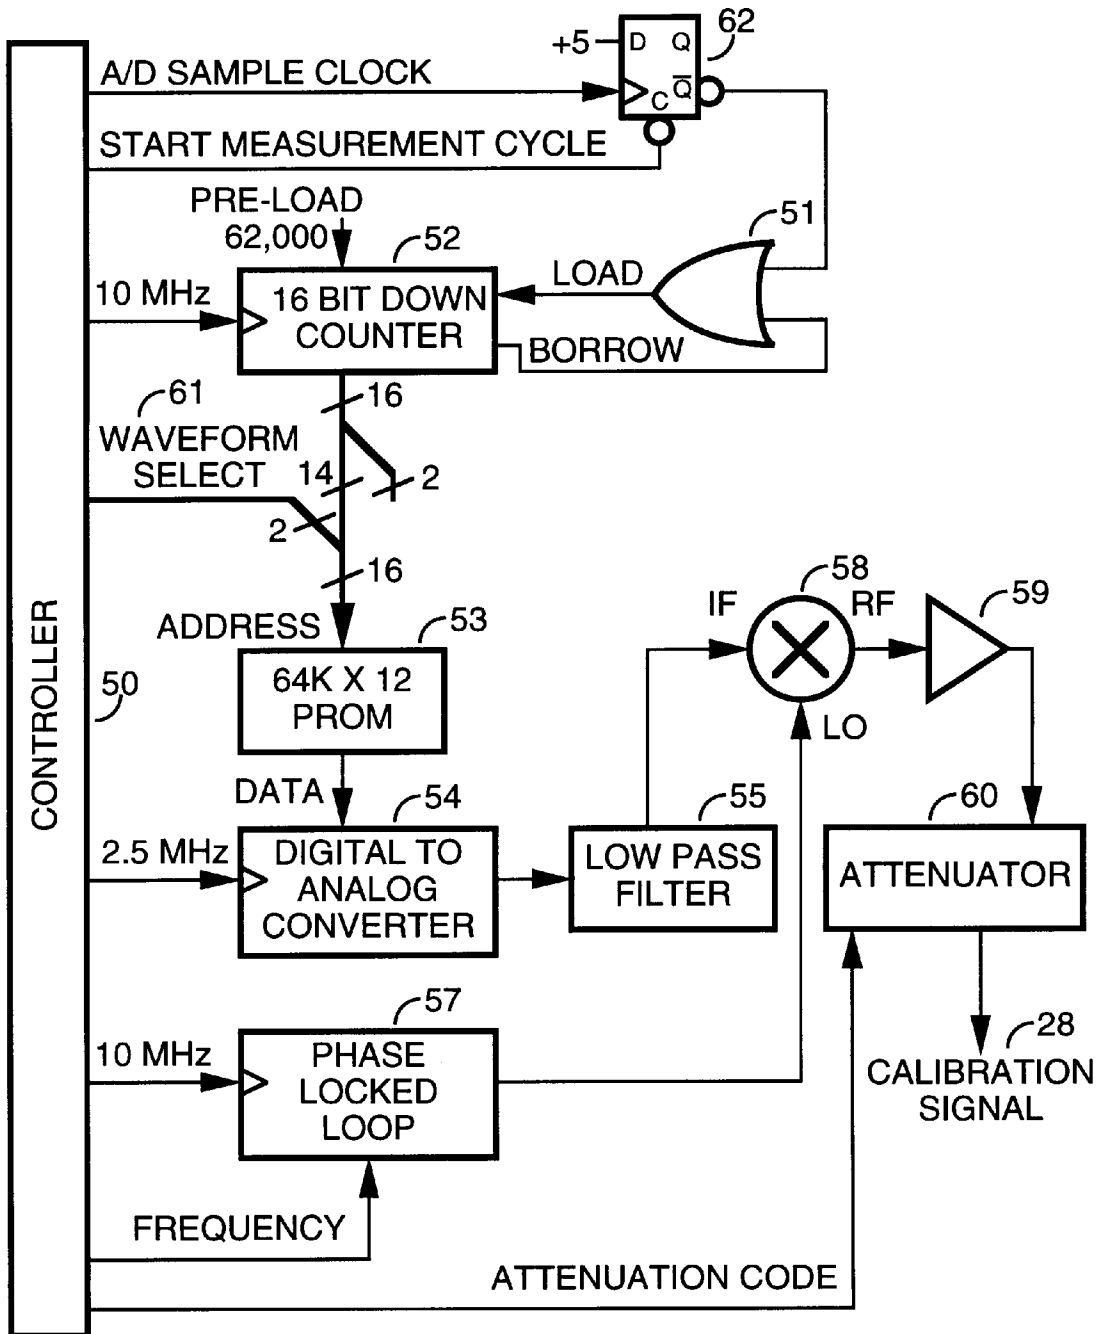 62
+5
D Q
C Q̅
A/D SAMPLE CLOCK
START MEASUREMENT CYCLE
PRE-LOAD
62,000
52
51
LOAD
10 MHz
16 BIT DOWN
COUNTER
BORROW
16
61
WAVEFORM
SELECT
14
2
2
16
ADDRESS
53
64K X 12
PROM
CONTROLLER
50
IF
58
RF
59
LO
DATA
54
55
60
2.5 MHz
DIGITAL TO
ANALOG
CONVERTER
LOW PASS
FILTER
ATTENUATOR
57
10 MHz
PHASE
LOCKED
LOOP
28
CALIBRATION
SIGNAL
FREQUENCY
ATTENUATION CODE